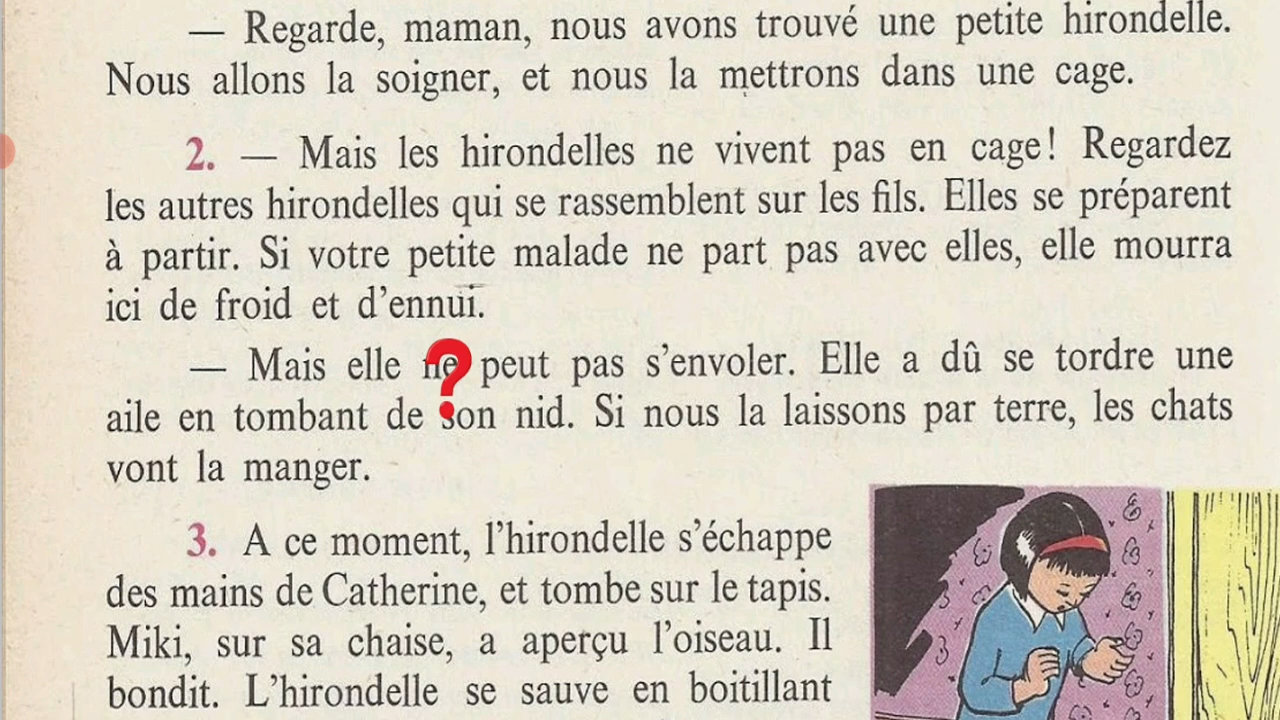 — Regarde, maman, nous avons trouvé une petite hirondelle.
Nous allons la soigner, et nous la mettrons dans une cage.
2. — Mais les hirondelles ne vivent pas en cage! Regardez
les autres hirondelles qui se rassemblent sur les fils. Elles se préparent
à partir. Si votre petite malade ne part pas avec elles, elle mourra
ici de froid et d'ennui.
— Mais elle ne peut pas s'envoler. Elle a dû se tordre une
aile en tombant de son nid. Si nous la laissons par terre, les chats
vont la manger.
3. A ce moment, l'hirondelle s'échappe
des mains de Catherine, et tombe sur le tapis.
Miki, sur sa chaise, a aperçu l'oiseau. Il
bondit. L'hirondelle se sauve en boitillant